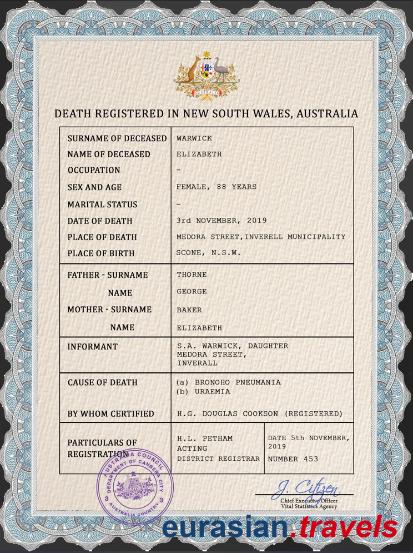 DEATH REGISTERED IN NEW SOUTH WALES, AUSTRALIA
SURNAME OF DECEASED WARWICK
NAME OF DECEASED ELIZABETH
OCCUPATION –
SEX AND AGE FEMALE, 88 YEARS
MARITAL STATUS –
DATE OF DEATH 3rd NOVEMBER, 2019
PLACE OF DEATH MEDORA STREET,INVERELL MUNICIPALITY
PLACE OF BIRTH SCONE, N.S.W.
FATHER - SURNAME THORNE
NAME GEORGE
MOTHER - SURNAME BAKER
NAME ELIZABETH
INFORMANT S.A. WARWICK, DAUGHTER
MEDORA STREET,
INVERALL
CAUSE OF DEATH (a) BRONOHO PNEUMANIA
(b) URAEMIA
BY WHOM CERTIFIED H.G. DOUGLAS COOKSON (REGISTERED)
PARTICULARS OF
REGISTRATION
H.L. PETHAM
ACTING
DISTRICT REGISTRAR
DATE 5th NOVEMBER,
2019
NUMBER 453
J. Citizen
Chief Executive Officer
Vital Statistics Agency
eurasian.travels